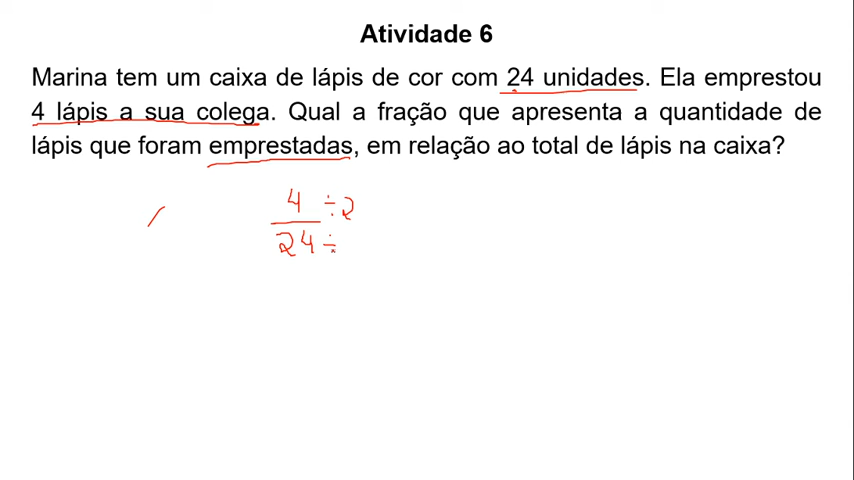 Atividade 6
Marina tem um caixa de lápis de cor com 24 unidades. Ela emprestou
4 lápis a sua colega. Qual a fração que apresenta a quantidade de
lápis que foram emprestadas, em relação ao total de lápis na caixa?
4 ÷2
24 ÷